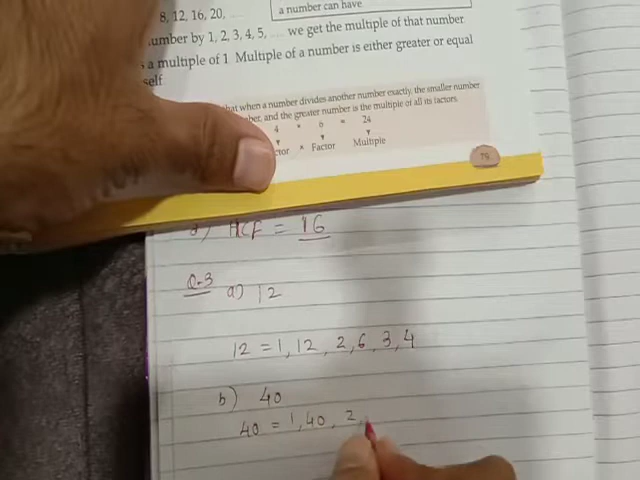 8, 12, 16, 20,
a number can have
by 1, 2, 3, 4, 5, ... we get the multiple of that number
a multiple of 1 Multiple of a number is either greater or equal
self
that when a number divides another number exactly, the smaller number
and the greater number is the multiple of all its factors.
4 × 6 = 24
× Factor Multiple
HCF = 16
Q-3 a) 12
12 = 1, 12, 2, 6, 3, 4
b) 40
40 = 1, 40, 2,